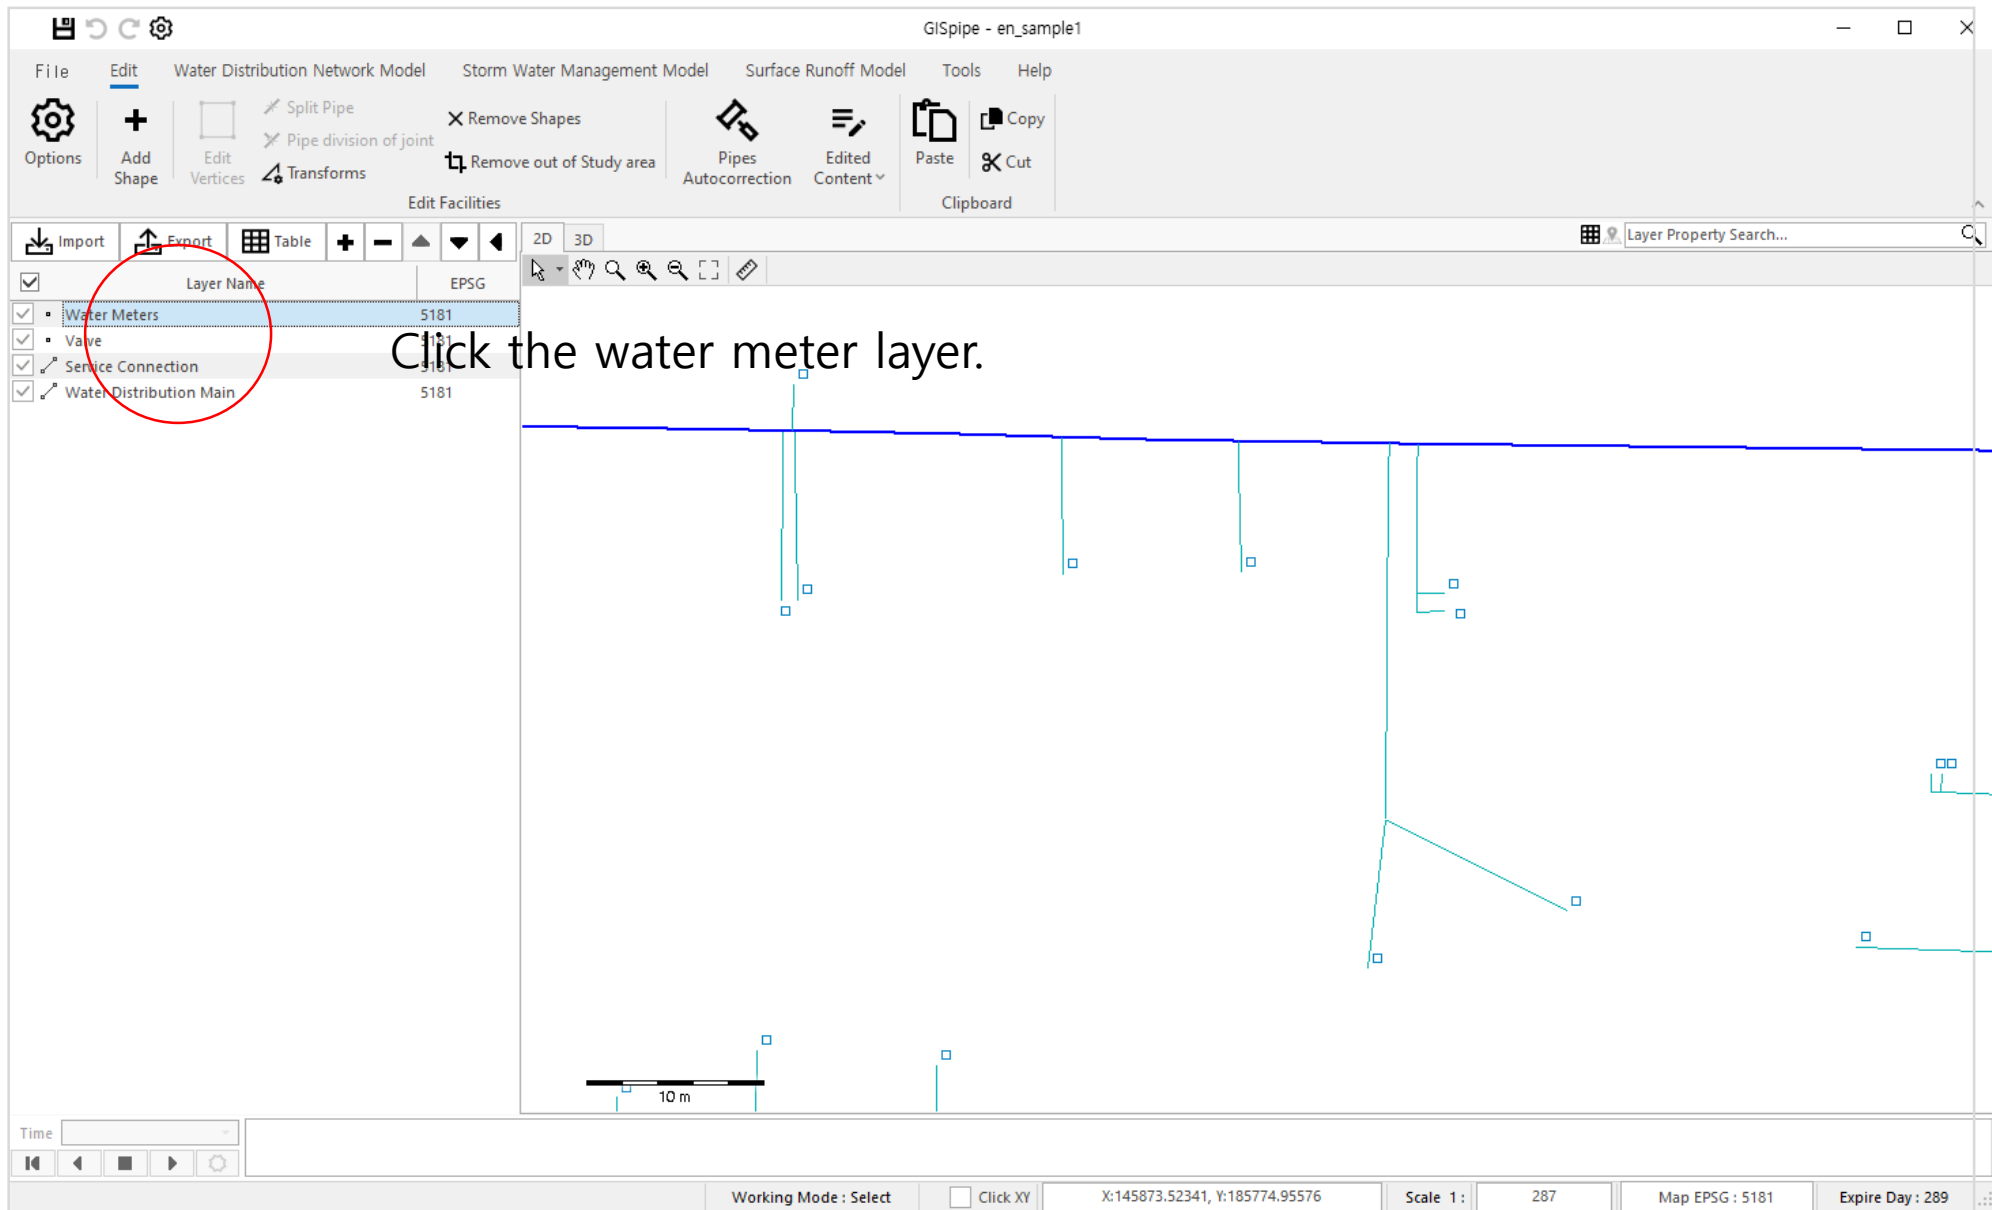 GISpipe - en_sample1
File Edit Water Distribution Network Model Storm Water Management Model Surface Runoff Model Tools Help
Options
Add Shape
Edit Vertices
Split Pipe
Pipe division of joint
Transforms
Remove Shapes
Remove out of Study area
Edit Facilities
Pipes Autocorrection
Edited Content
Paste
Copy
Cut
Clipboard
Import Export Table
2D 3D
Layer Property Search...
Layer Name EPSG
Water Meters 5181
Valve 5181
Service Connection 5181
Water Distribution Main 5181
Click the water meter layer.
10 m
Time
Working Mode : Select Click XY X:145873.52341, Y:185774.95576 Scale 1 : 287 Map EPSG : 5181 Expire Day : 289